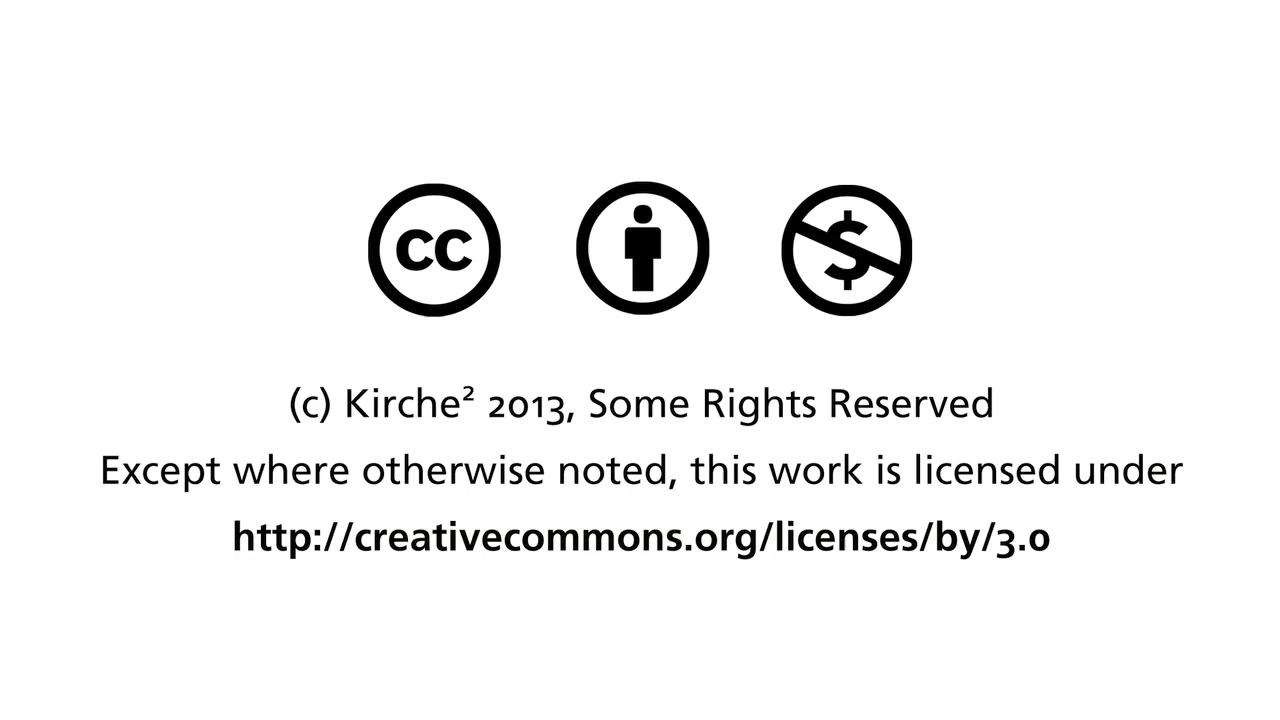 cc
$
(c) Kirche² 2013, Some Rights Reserved
Except where otherwise noted, this work is licensed under
http://creativecommons.org/licenses/by/3.0